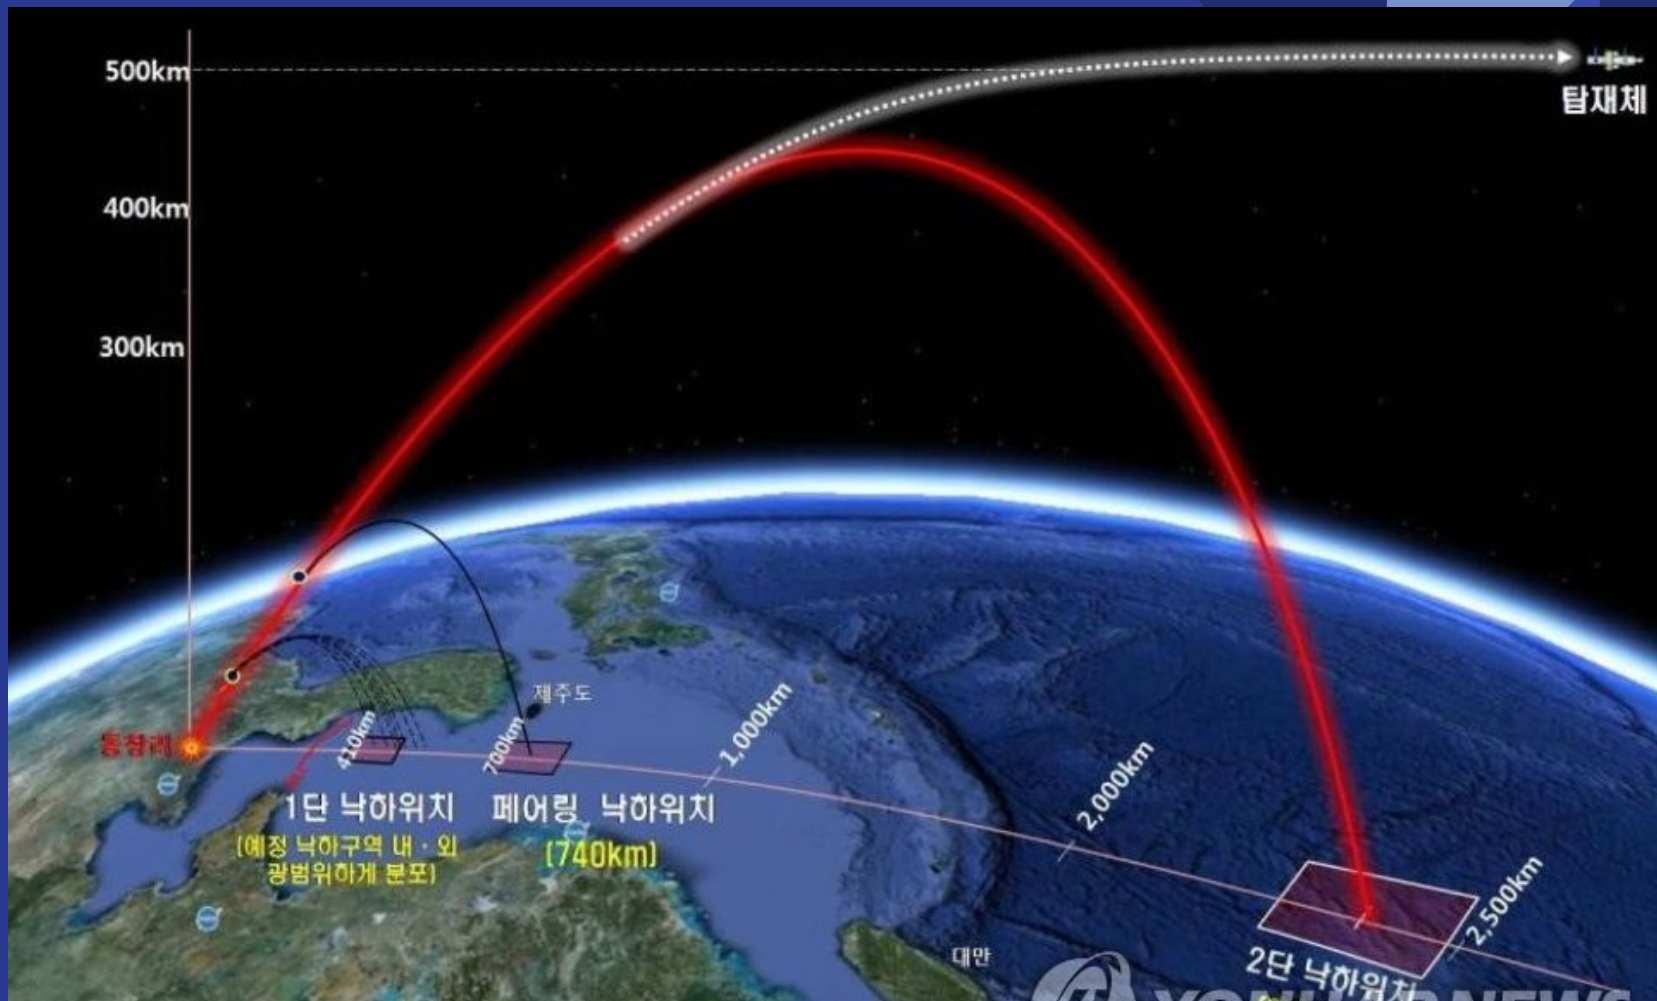 500km
탑재체
400km
300km
제주도
동창리
410km
700km
1,000km
1단 낙하위치
페어링 낙하위치
(예정 낙하구역 내·외
광범위하게 분포)
(740km)
2,000km
2,500km
대만
2단 낙하위치
YONHAPNEWS